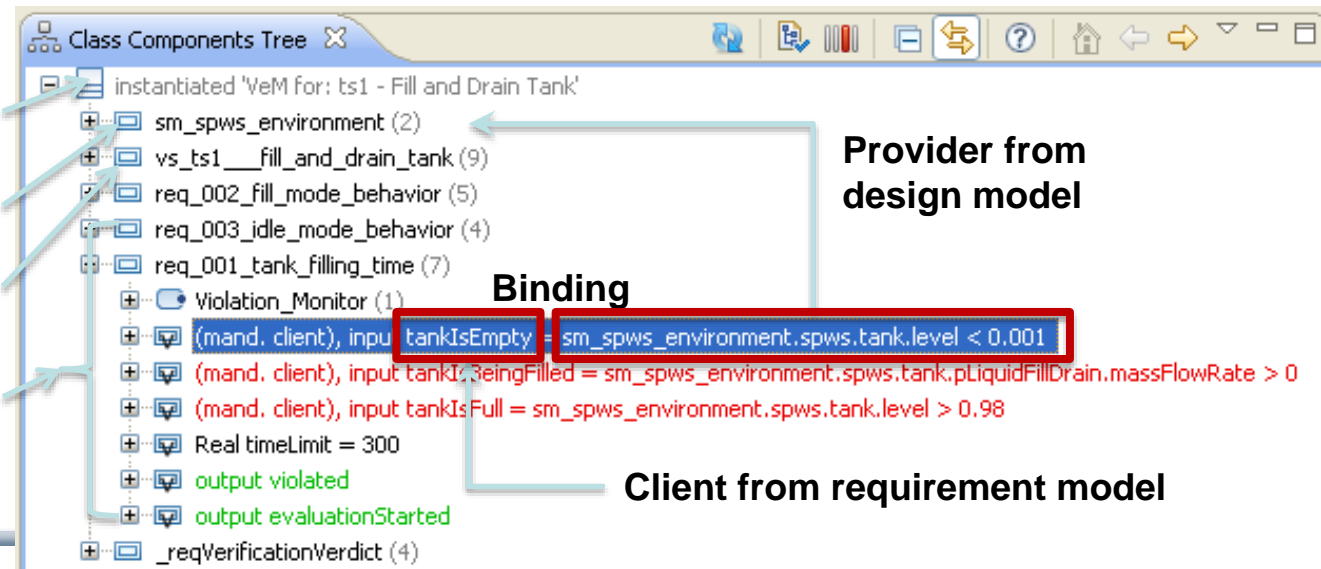 Class Components Tree
instantiated 'VeM for: ts1 - Fill and Drain Tank'
sm_spws_environment (2)
Provider from
design model
vs_ts1___fill_and_drain_tank (9)
req_002_fill_mode_behavior (5)
req_003_idle_mode_behavior (4)
req_001_tank_filling_time (7)
Binding
Violation_Monitor (1)
(mand. client), input tankIsEmpty = sm_spws_environment.spws.tank.level < 0.001
(mand. client), input tankIsBeingFilled = sm_spws_environment.spws.tank.pLiquidFillDrain.massFlowRate > 0
(mand. client), input tankIsFull = sm_spws_environment.spws.tank.level > 0.98
Real timeLimit = 300
output violated
Client from requirement model
output evaluationStarted
_reqVerificationVerdict (4)